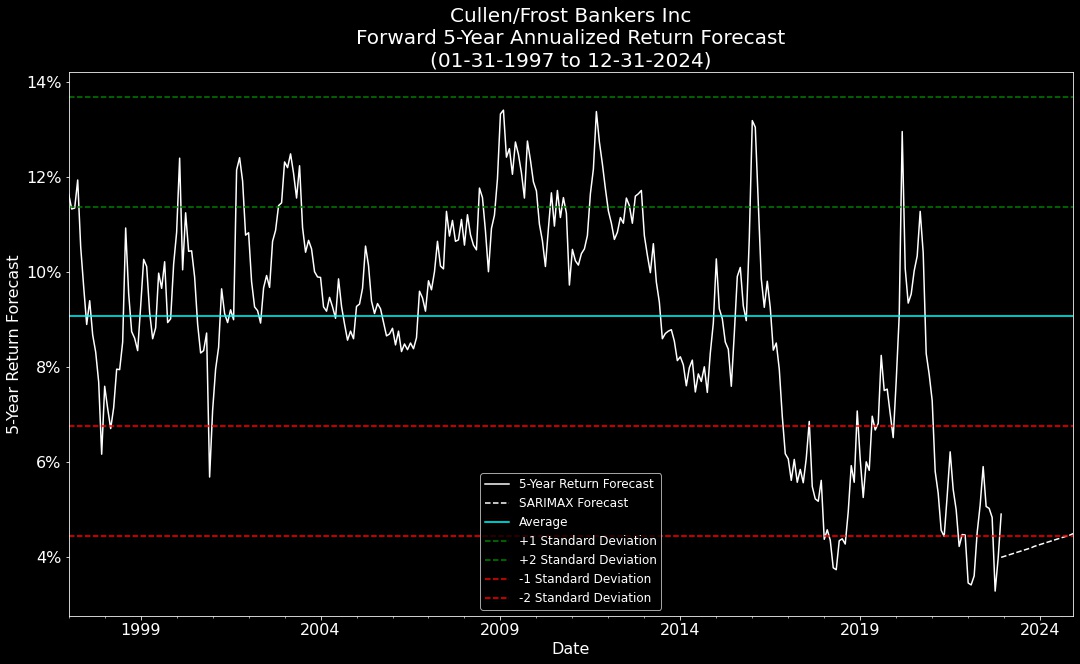 Cullen/Frost Bankers Inc
Forward 5-Year Annualized Return Forecast
(01-31-1997 to 12-31-2024)
5-Year Return Forecast
14%
12%
10%
8%
6%
4%
5-Year Return Forecast
SARIMAX Forecast
Average
+1 Standard Deviation
+2 Standard Deviation
-1 Standard Deviation
-2 Standard Deviation
1999
2004
2009
2014
2019
2024
Date